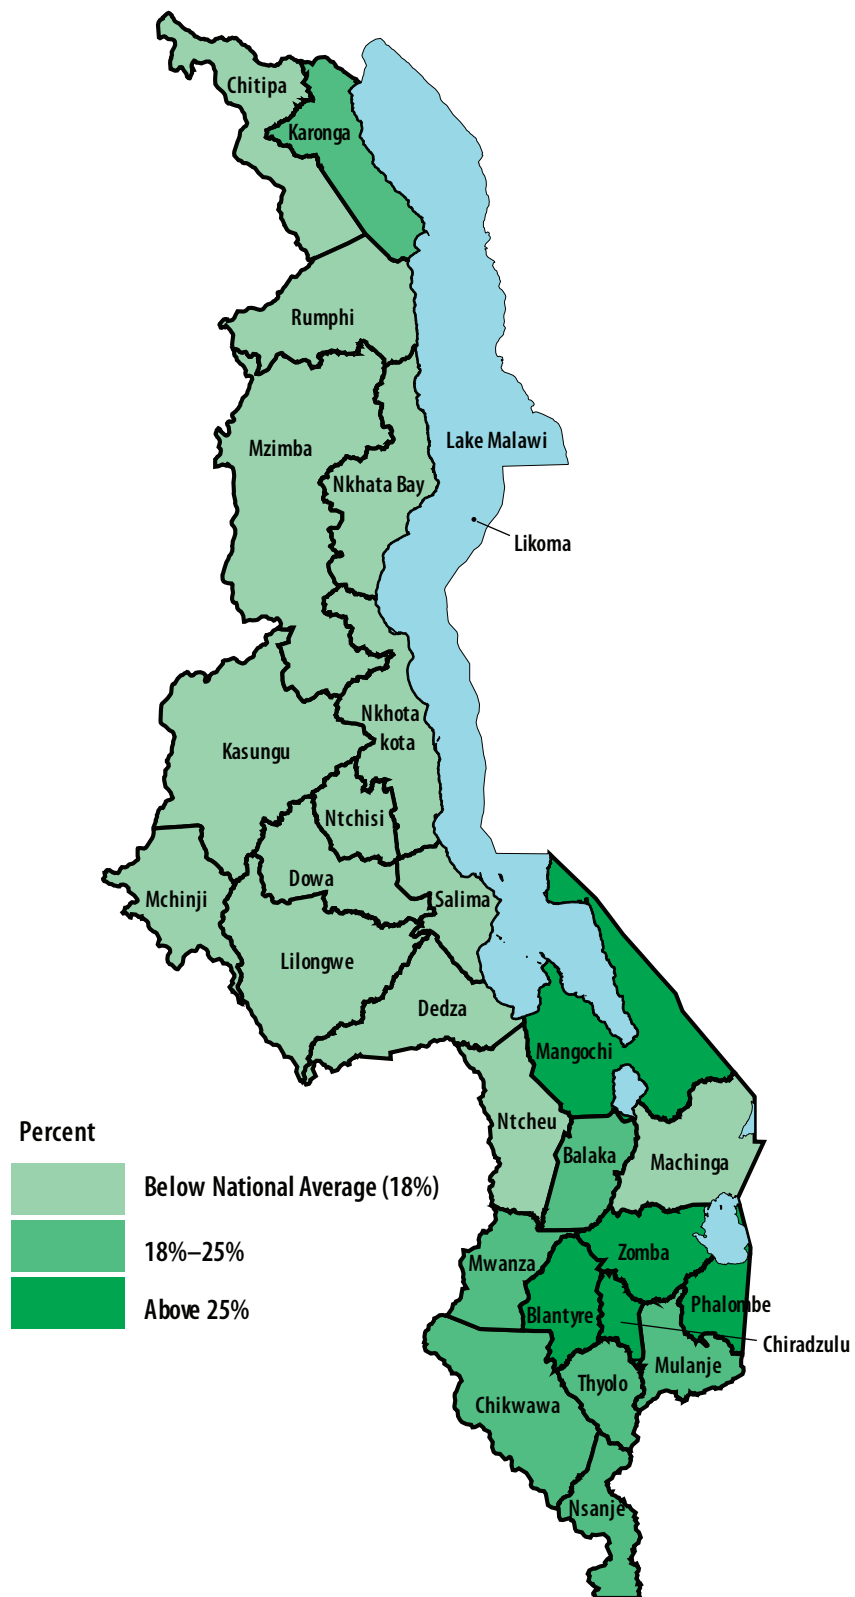 Chitipa
Karonga
Rumphi
Lake Malawi
Mzimba
Nkhata Bay
Likoma
Nkhota
kota
Kasungu
Ntchisi
Dowa
Mchinji
Salima
Lilongwe
Dedza
Mangochi
Ntcheu
Balaka
Machinga
Percent
Below National Average (18%)
18%–25%
Above 25%
Mwanza
Zomba
Blantyre
Phalombe
Chiradzulu
Mulanje
Thyolo
Chikwawa
Nsanje